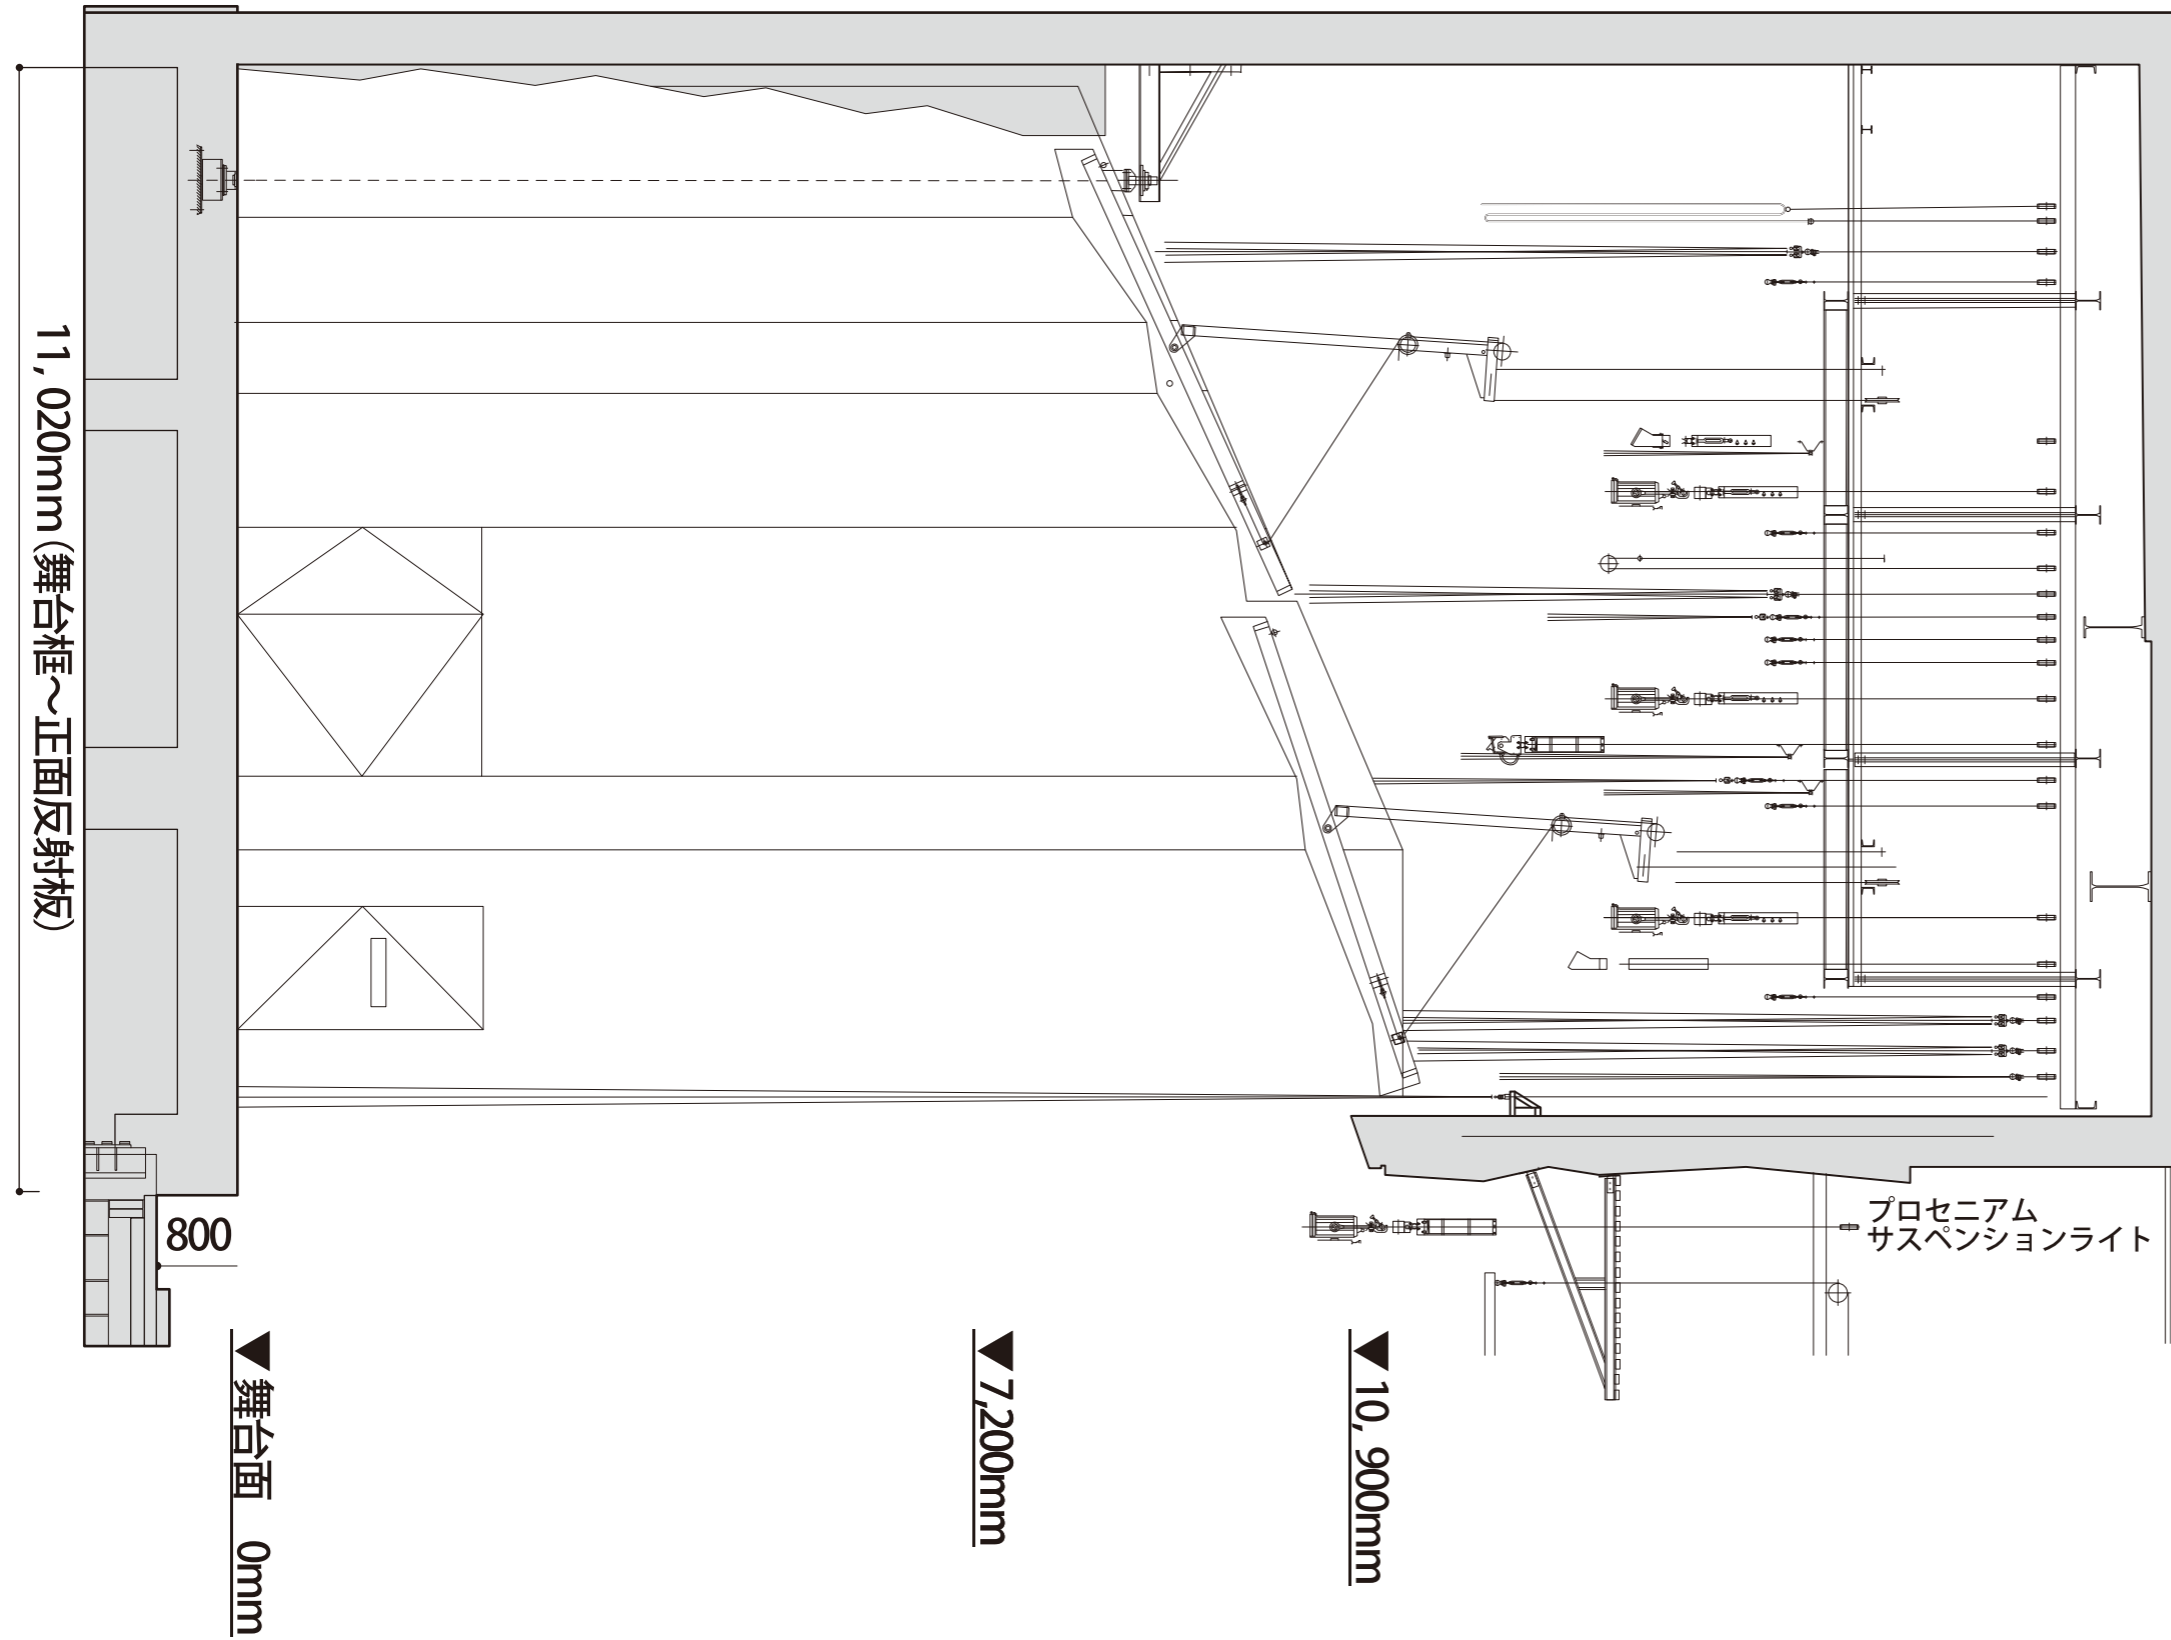 11, 020mm（舞台框～正面反射板）
800
プロセニアム
サスペンションライト
▼舞台面　0mm
▼7,200mm
▼10, 900mm